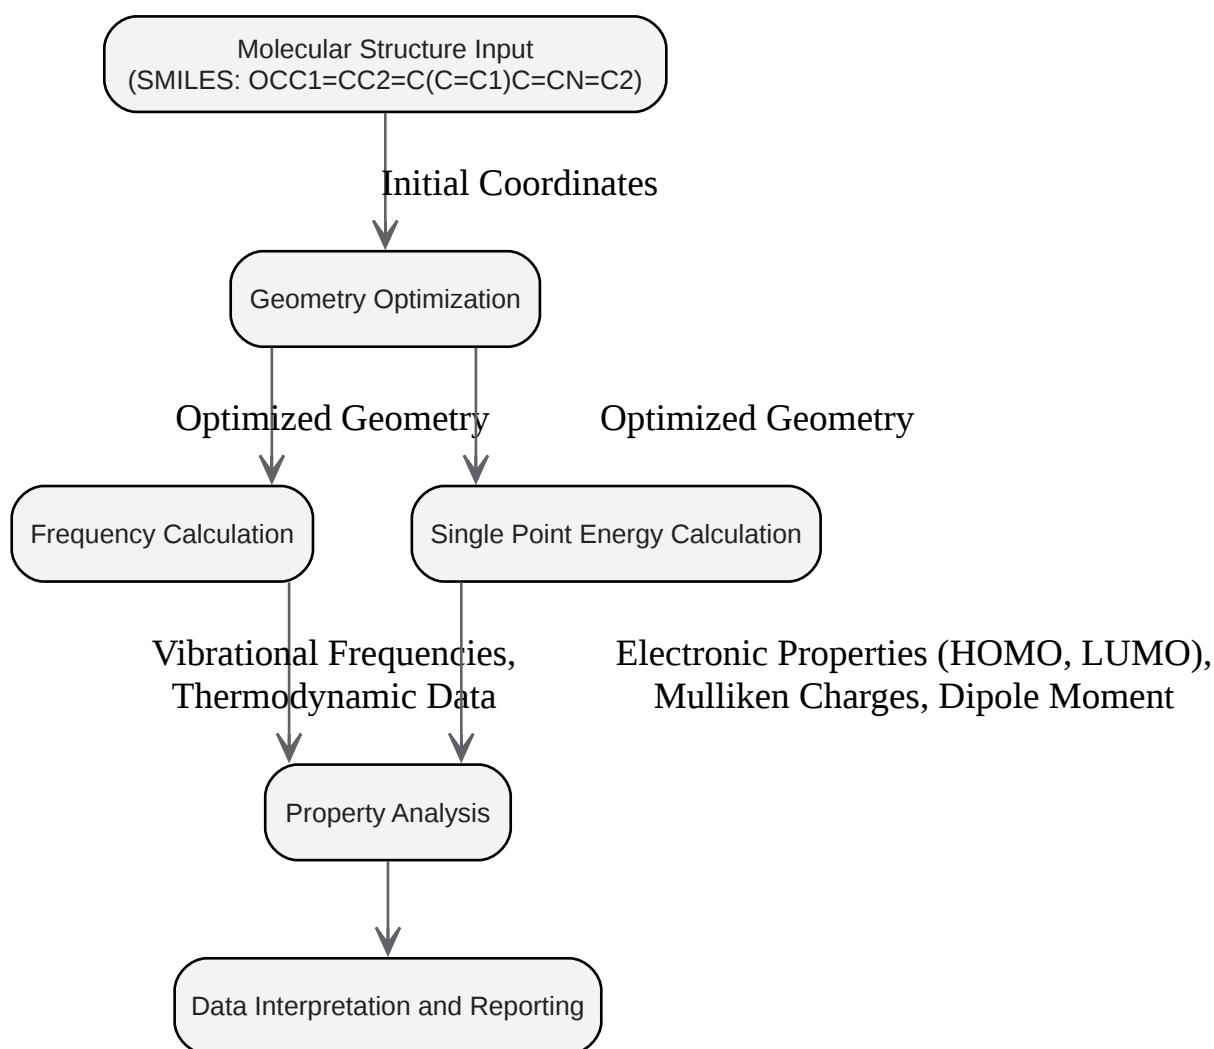 Molecular Structure Input
(SMILES: OCC1=CC2=C(C=C1)C=CN=C2)
Initial Coordinates
Geometry Optimization
Optimized Geometry
Optimized Geometry
Frequency Calculation
Single Point Energy Calculation
Vibrational Frequencies,
Thermodynamic Data
Electronic Properties (HOMO, LUMO),
Mulliken Charges, Dipole Moment
Property Analysis
Data Interpretation and Reporting